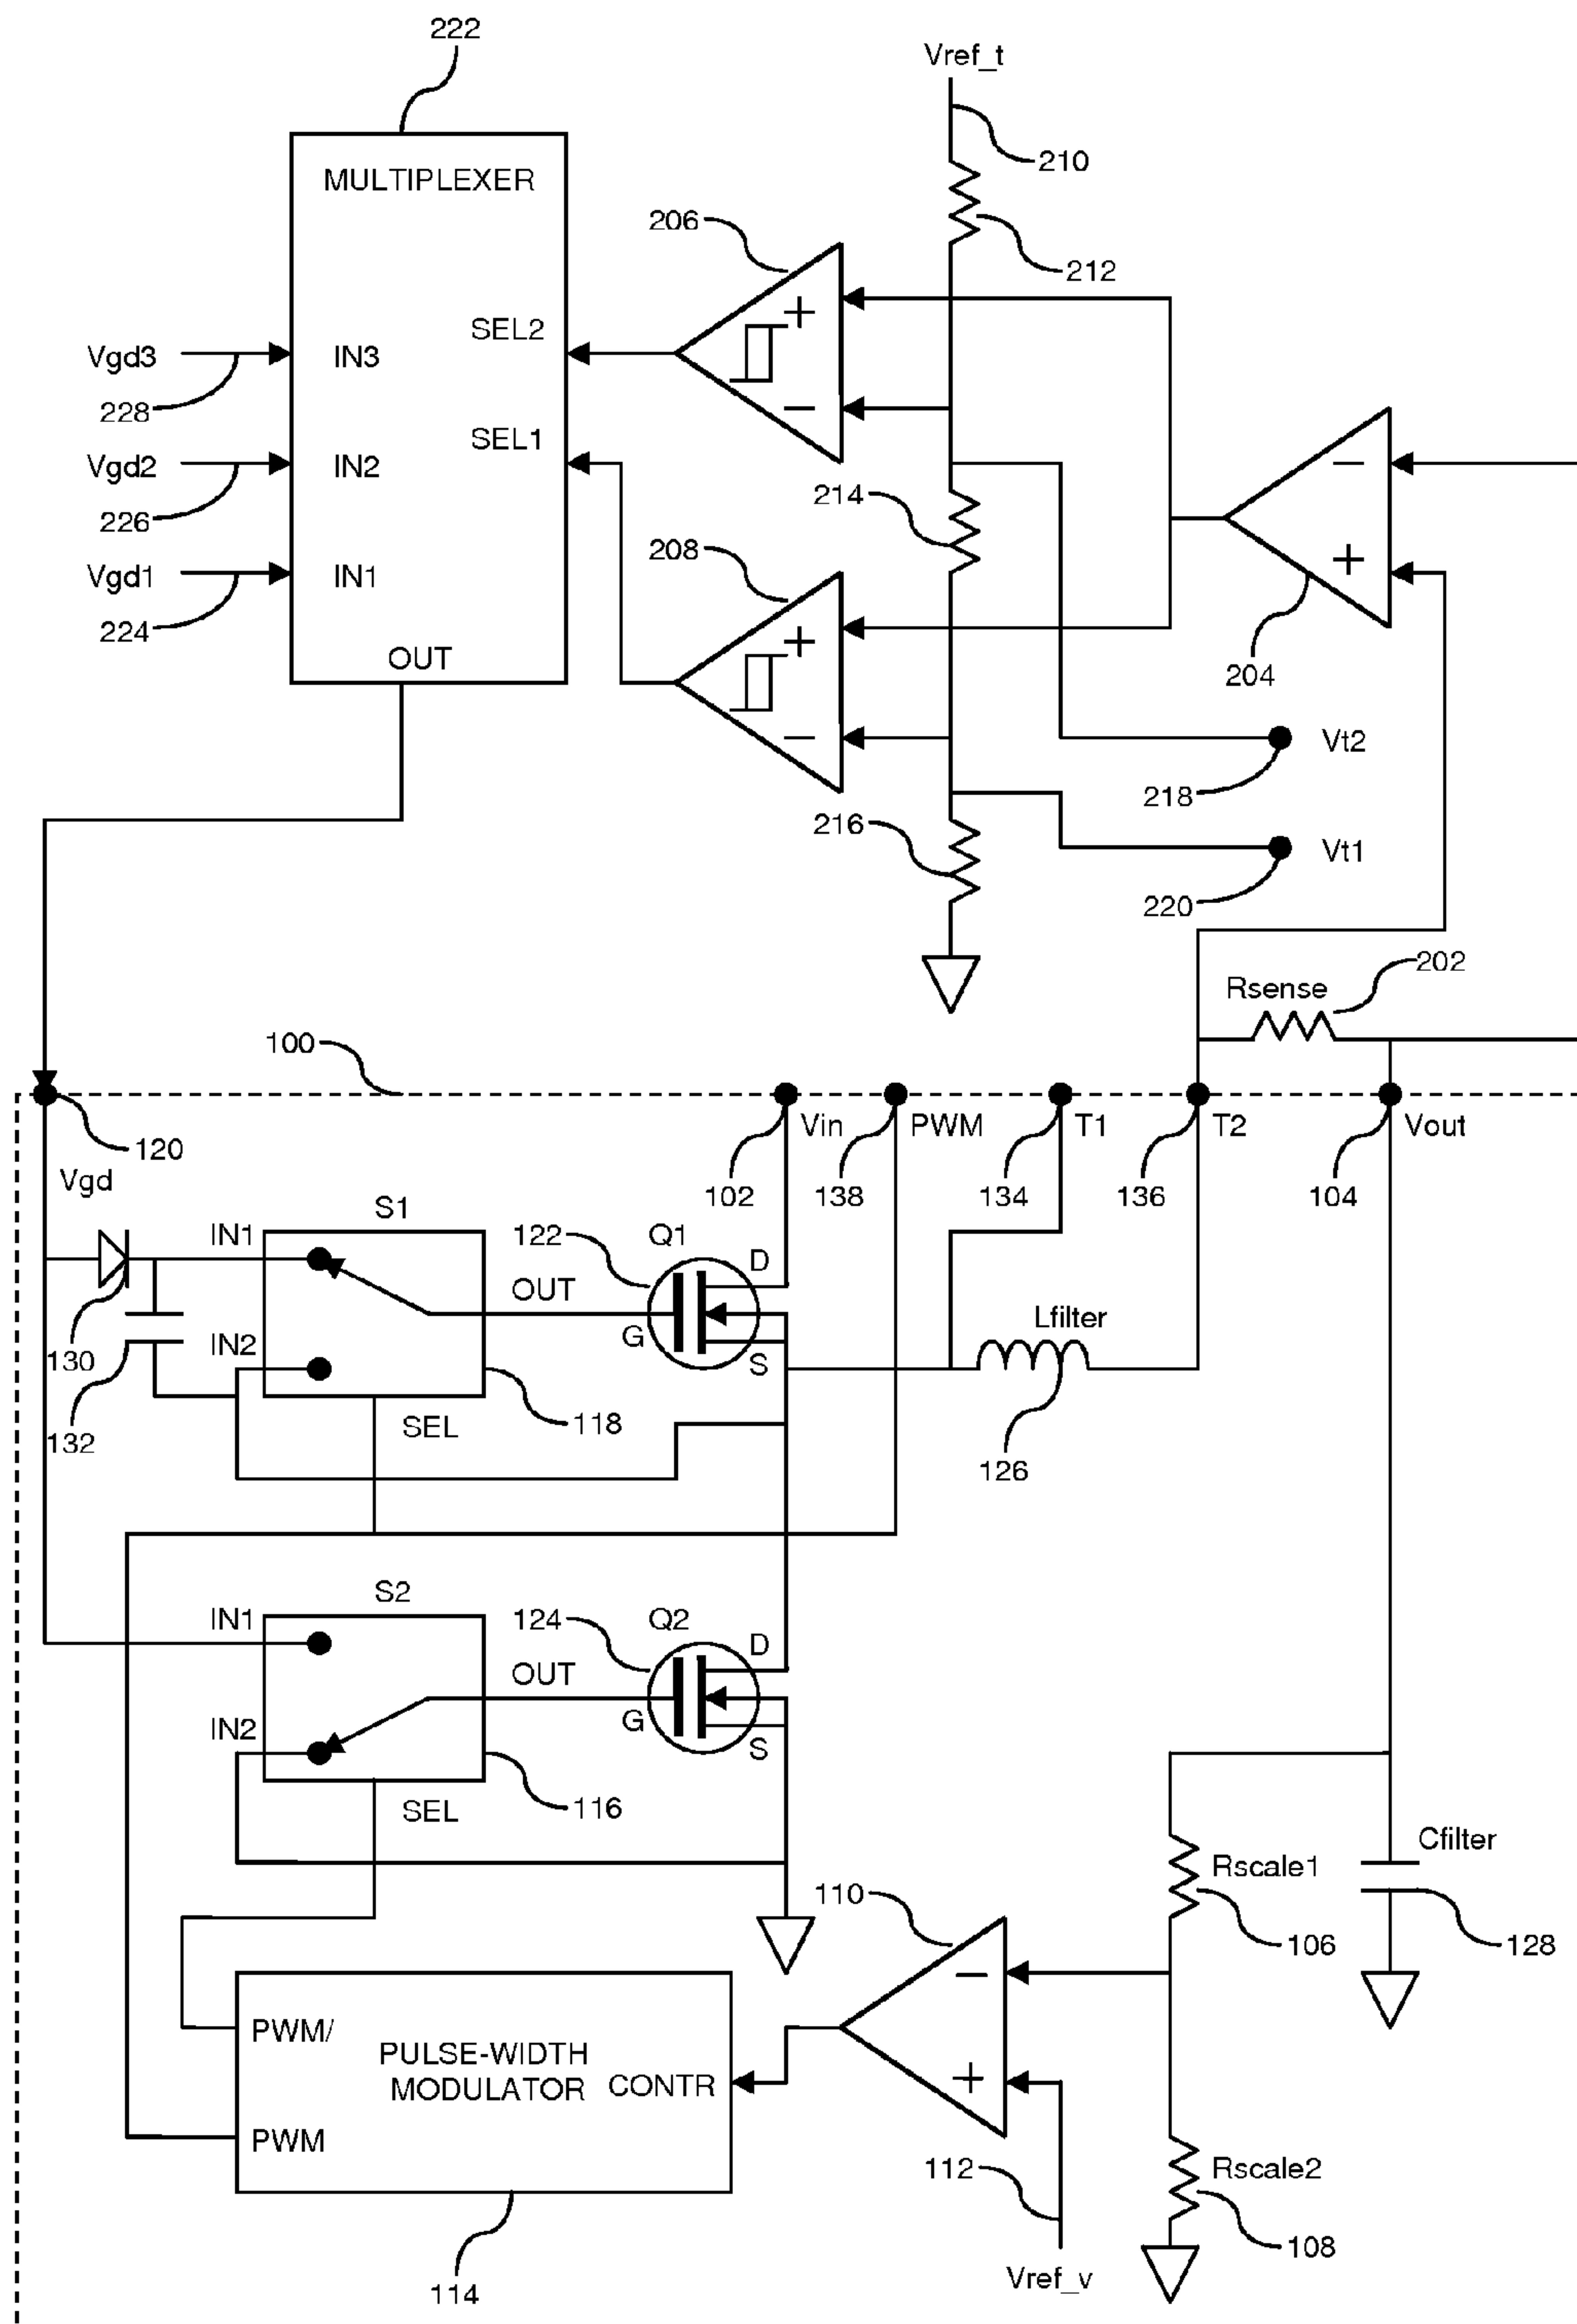 222
Vref_t
210
MULTIPLEXER
206
212
SEL2
Vgd3
IN3
228
SEL1
Vgd2
IN2
214
226
208
Vgd1
IN1
224
OUT
204
Vt2
218
216
Vt1
220
202
Rsense
100
120
Vin
PWM
T1
T2
Vout
Vgd
102
138
134
136
104
S1
IN1
122
Q1
D
OUT
Lfilter
G
IN2
130
S
SEL
118
132
126
S2
IN1
124
Q2
D
OUT
IN2
G
S
SEL
116
Cfilter
Rscale1
110
106
128
−
PWM/
PULSE-WIDTH
MODULATOR
CONTR
+
PWM
112
Rscale2
108
114
Vref_v